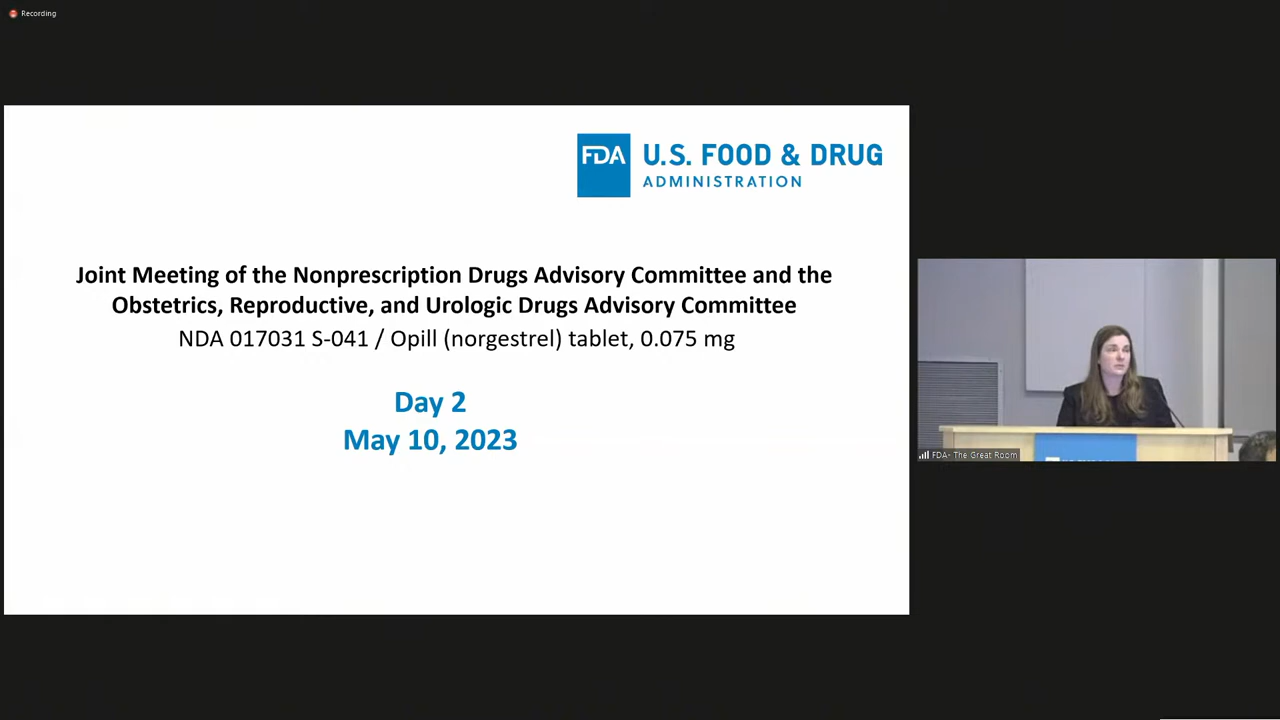 Recording
FDA U.S. FOOD & DRUG
ADMINISTRATION
Joint Meeting of the Nonprescription Drugs Advisory Committee and the
Obstetrics, Reproductive, and Urologic Drugs Advisory Committee
NDA 017031 S-041 / Opill (norgestrel) tablet, 0.075 mg
Day 2
May 10, 2023
FDA- The Great Room